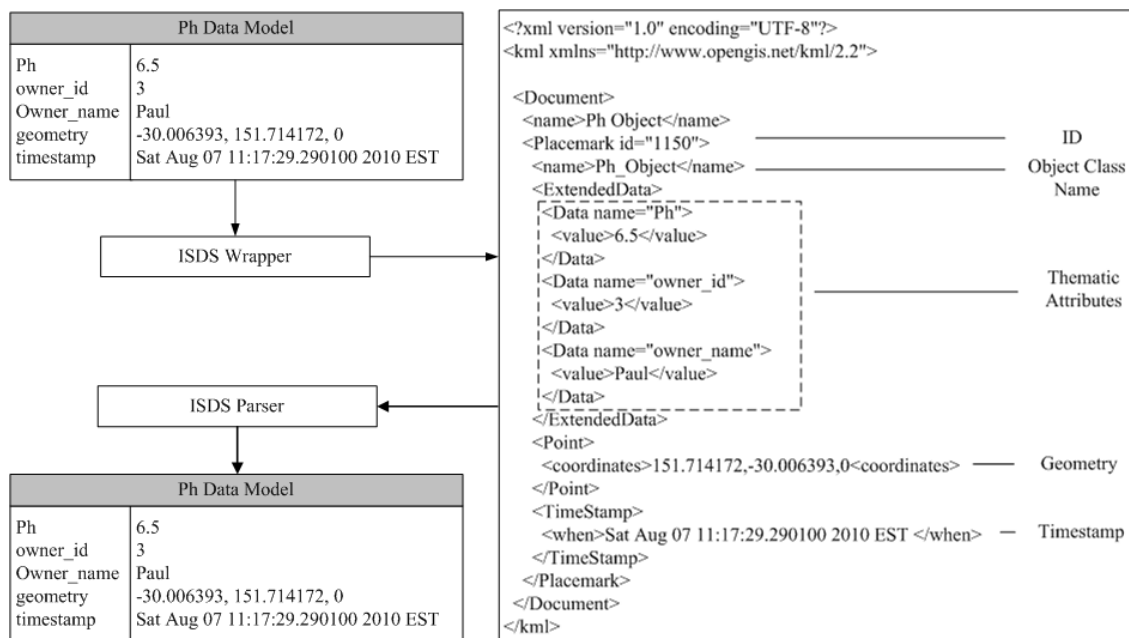 Ph Data Model
Ph 6.5
owner_id 3
Owner_name Paul
geometry -30.006393, 151.714172, 0
timestamp Sat Aug 07 11:17:29.290100 2010 EST
ISDS Wrapper
ISDS Parser
Ph Data Model
Ph 6.5
owner_id 3
Owner_name Paul
geometry -30.006393, 151.714172, 0
timestamp Sat Aug 07 11:17:29.290100 2010 EST
<?xml version="1.0" encoding="UTF-8"?>
<kml xmlns="http://www.opengis.net/kml/2.2">
<Document>
<name>Ph Object</name>
<Placemark id="1150">
<name>Ph_Object</name>
<ExtendedData>
<Data name="Ph">
<value>6.5</value>
</Data>
<Data name="owner_id">
<value>3</value>
</Data>
<Data name="owner_name">
<value>Paul</value>
</Data>
</ExtendedData>
<Point>
<coordinates>151.714172,-30.006393,0<coordinates>
</Point>
<TimeStamp>
<when>Sat Aug 07 11:17:29.290100 2010 EST </when>
</TimeStamp>
</Placemark>
</Document>
</kml>
ID
Object Class
Name
Thematic
Attributes
Geometry
Timestamp